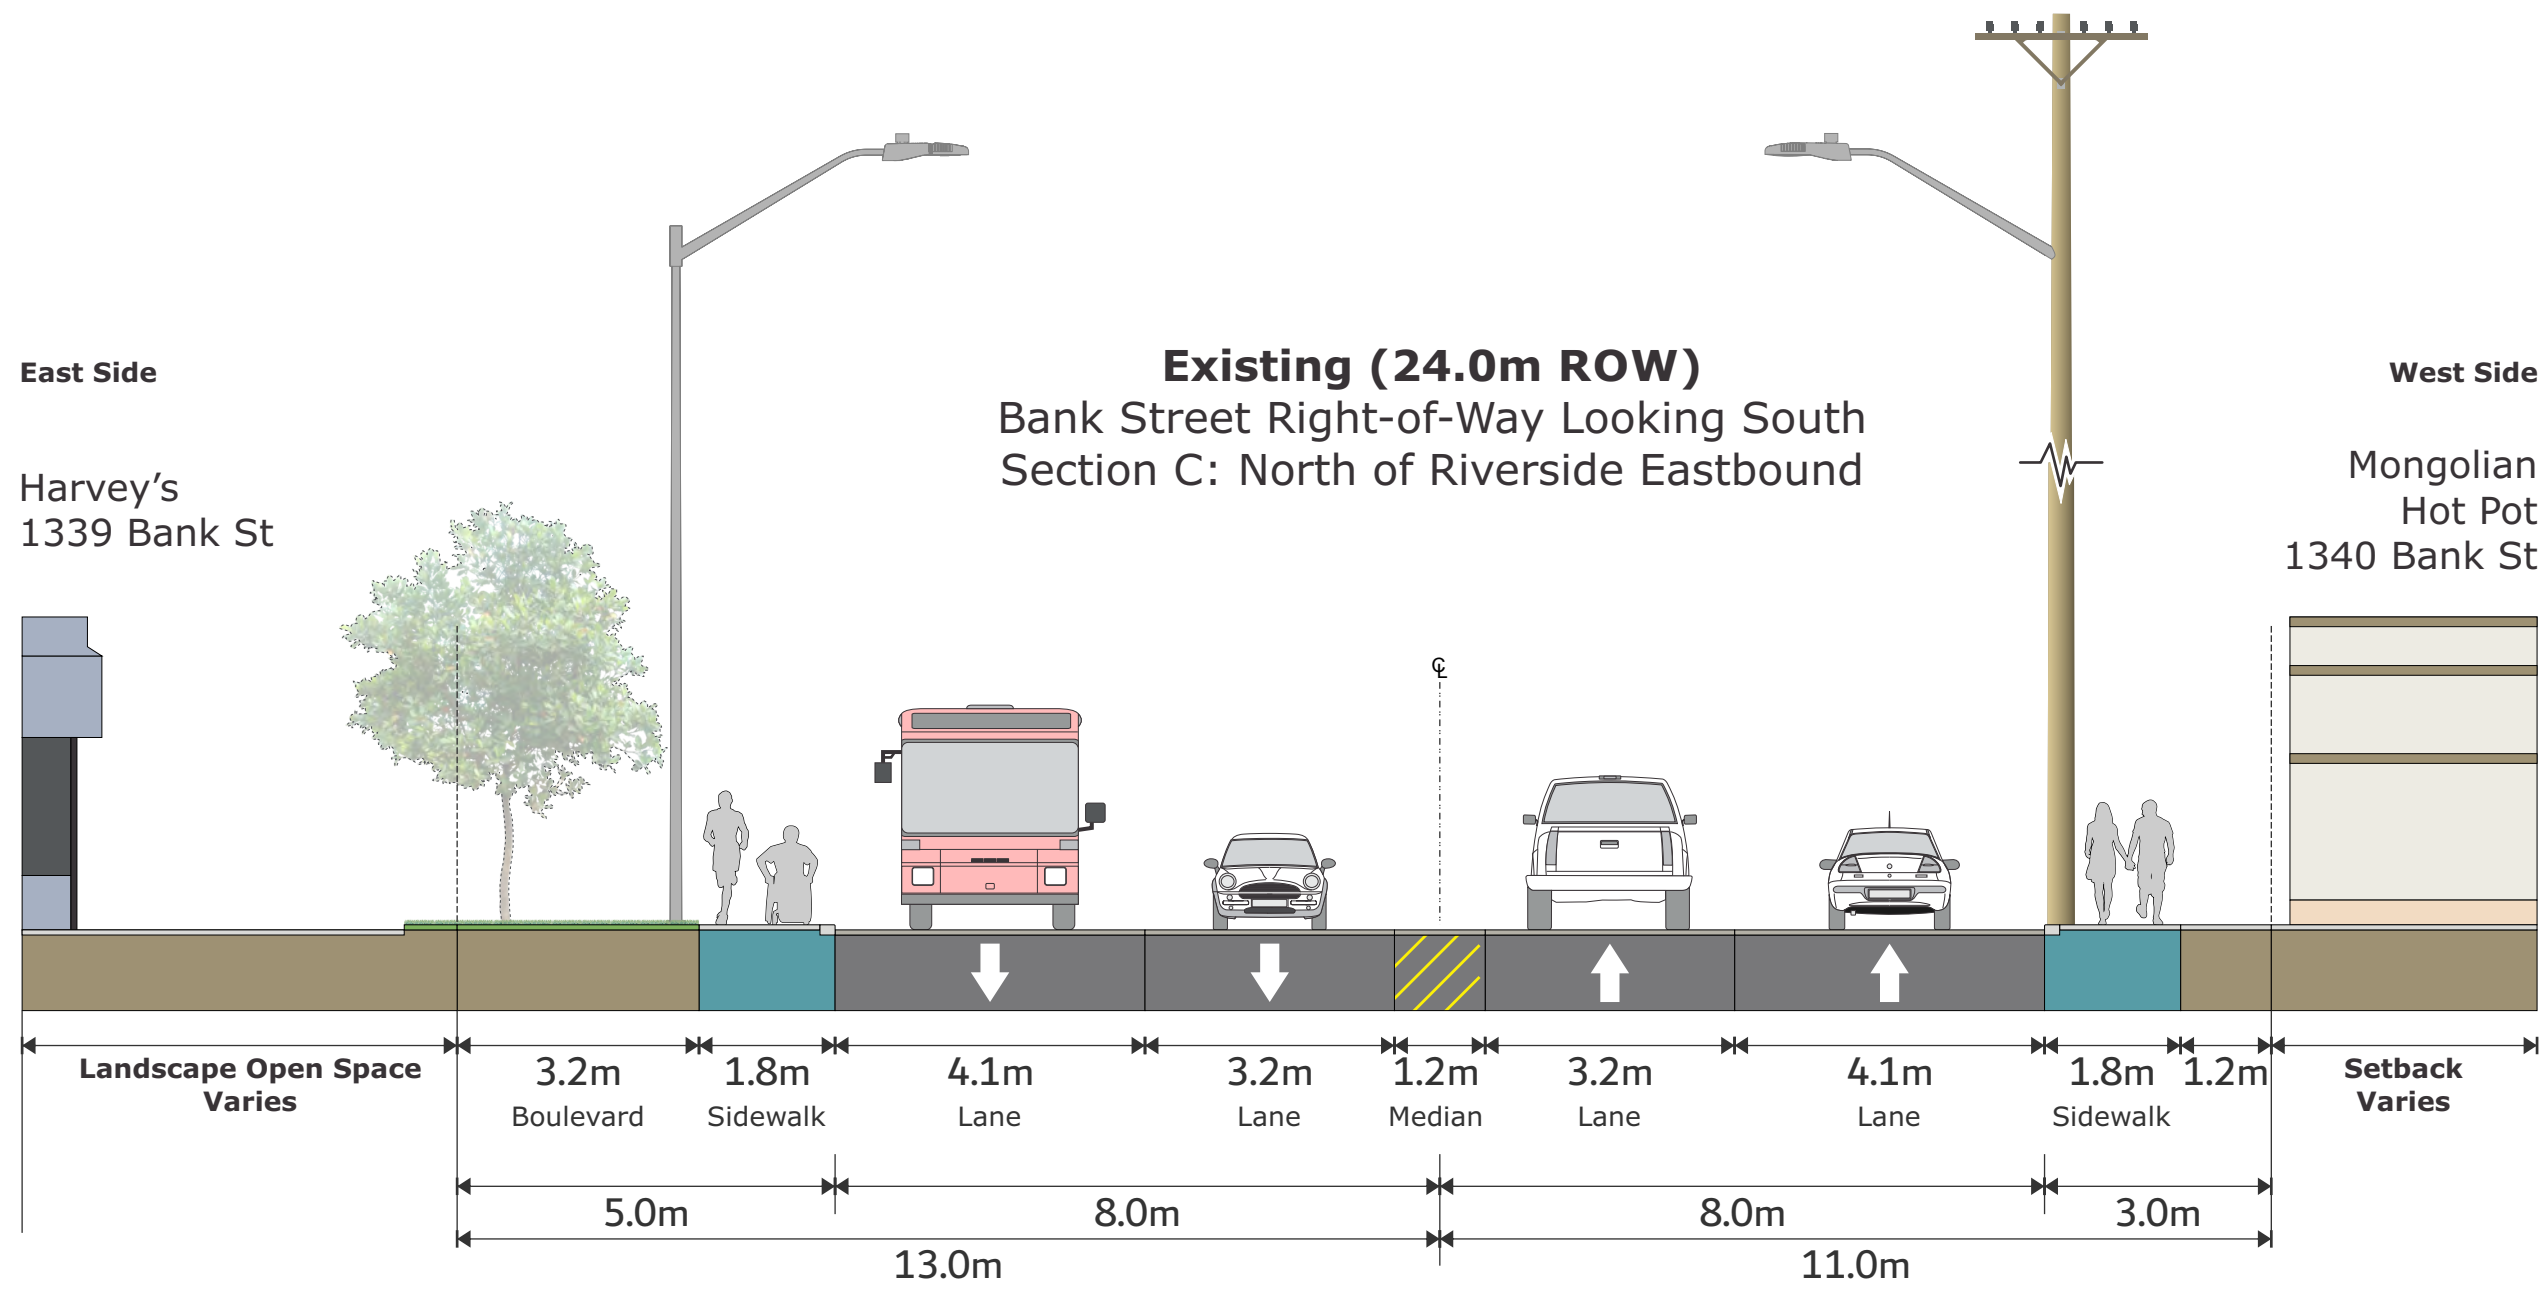 Existing (24.0m ROW)
Bank Street Right-of-Way Looking South
Section C: North of Riverside Eastbound
East Side
Harvey’s
1339 Bank St
West Side
Mongolian
Hot Pot
1340 Bank St
℄
Landscape Open Space
Varies
3.2m
Boulevard
1.8m
Sidewalk
4.1m
Lane
3.2m
Lane
1.2m
Median
3.2m
Lane
4.1m
Lane
1.8m
Sidewalk
1.2m
Setback
Varies
5.0m
8.0m
8.0m
3.0m
13.0m
11.0m